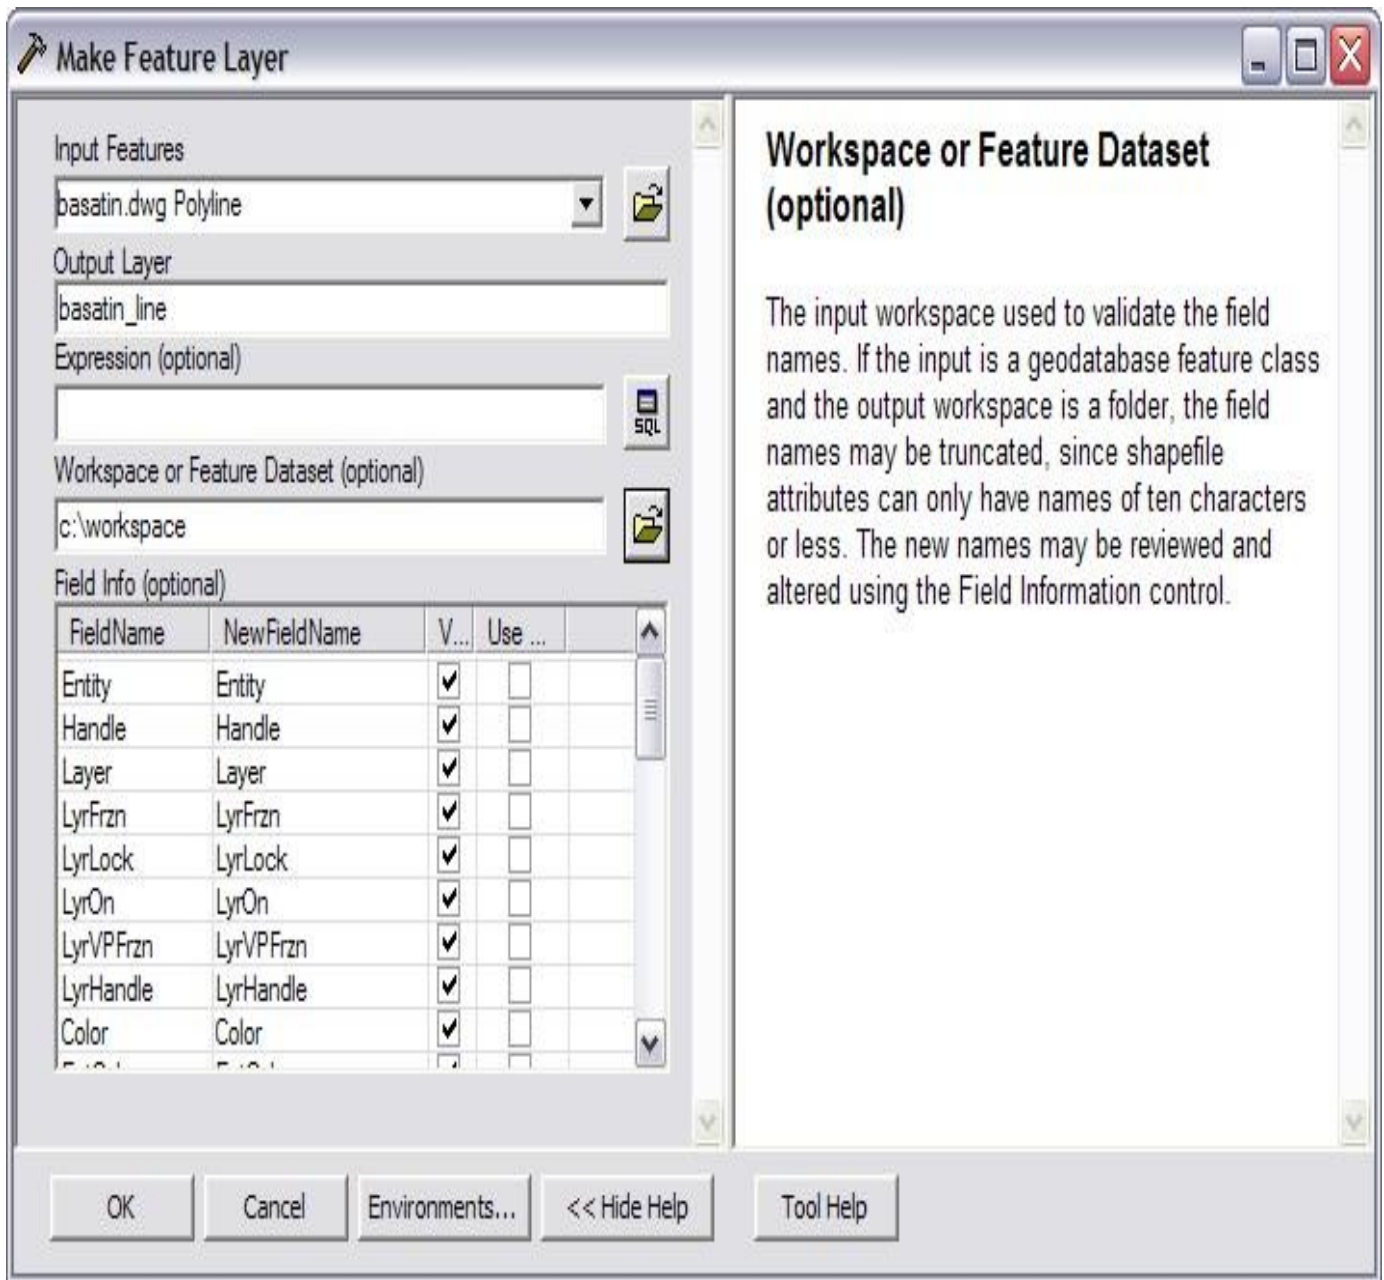 Make Feature Layer
Input Features
basatin.dwg Polyline
Output Layer
basatin_line
Expression (optional)
SQL
Workspace or Feature Dataset (optional)
c:\workspace
Field Info (optional)
FieldName NewFieldName V... Use ...
Entity Entity
Handle Handle
Layer Layer
LyrFrzn LyrFrzn
LyrLock LyrLock
LyrOn LyrOn
LyrVPFrzn LyrVPFrzn
LyrHandle LyrHandle
Color Color
Workspace or Feature Dataset
(optional)
The input workspace used to validate the field
names. If the input is a geodatabase feature class
and the output workspace is a folder, the field
names may be truncated, since shapefile
attributes can only have names of ten characters
or less. The new names may be reviewed and
altered using the Field Information control.
OK Cancel Environments... << Hide Help Tool Help